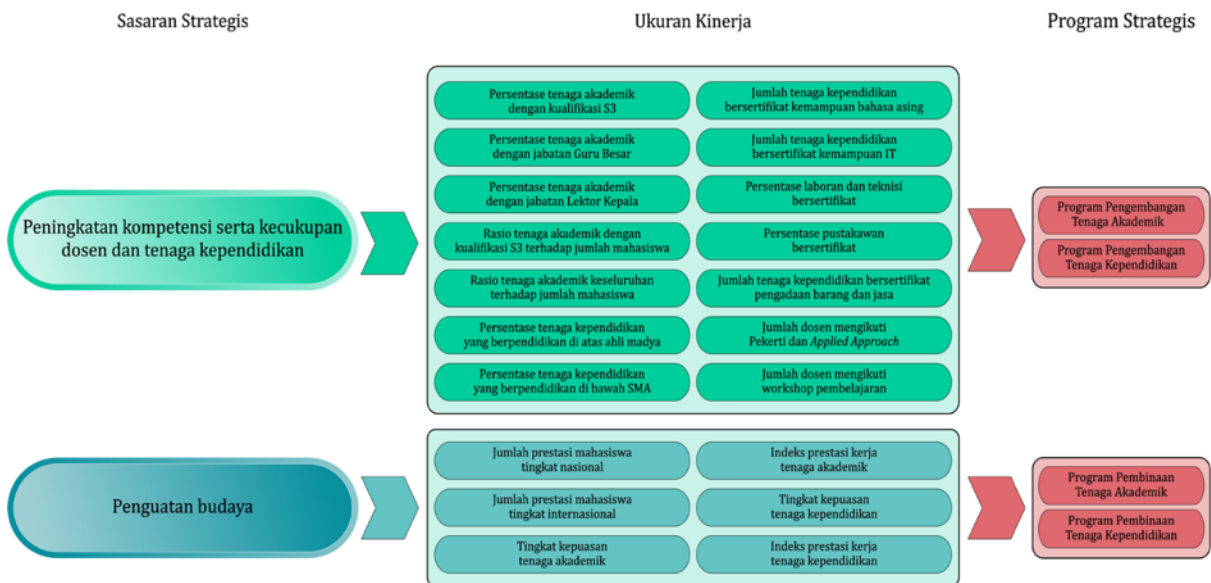 Sasaran Strategis
Ukuran Kinerja
Program Strategis
Peningkatan kompetensi serta kecukupan
dosen dan tenaga kependidikan
Persentase tenaga akademik
dengan kualifikasi S3
Jumlah tenaga kependidikan
bersertifikat kemampuan bahasa asing
Persentase tenaga akademik
dengan jabatan Guru Besar
Jumlah tenaga kependidikan
bersertifikat kemampuan IT
Persentase tenaga akademik
dengan jabatan Lektor Kepala
Persentase laboran dan teknisi
bersertifikat
Rasio tenaga akademik dengan
kualifikasi S3 terhadap jumlah mahasiswa
Persentase pustakawan
bersertifikat
Rasio tenaga akademik keseluruhan
terhadap jumlah mahasiswa
Jumlah tenaga kependidikan bersertifikat
pengadaan barang dan jasa
Persentase tenaga kependidikan
yang berpendidikan di atas ahli madya
Jumlah dosen mengikuti
Pekerti dan Applied Approach
Persentase tenaga kependidikan
yang berpendidikan di bawah SMA
Jumlah dosen mengikuti
workshop pembelajaran
Program Pengembangan
Tenaga Akademik
Program Pengembangan
Tenaga Kependidikan
Penguatan budaya
Jumlah prestasi mahasiswa
tingkat nasional
Indeks prestasi kerja
tenaga akademik
Jumlah prestasi mahasiswa
tingkat internasional
Tingkat kepuasan
tenaga kependidikan
Tingkat kepuasan
tenaga akademik
Indeks prestasi kerja
tenaga kependidikan
Program Pembinaan
Tenaga Akademik
Program Pembinaan
Tenaga Kependidikan